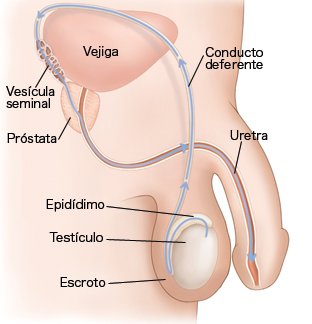 Vejiga
Conducto
deferente
Vesícula
seminal
Próstata
Uretra
Epidídimo
Testículo
Escroto